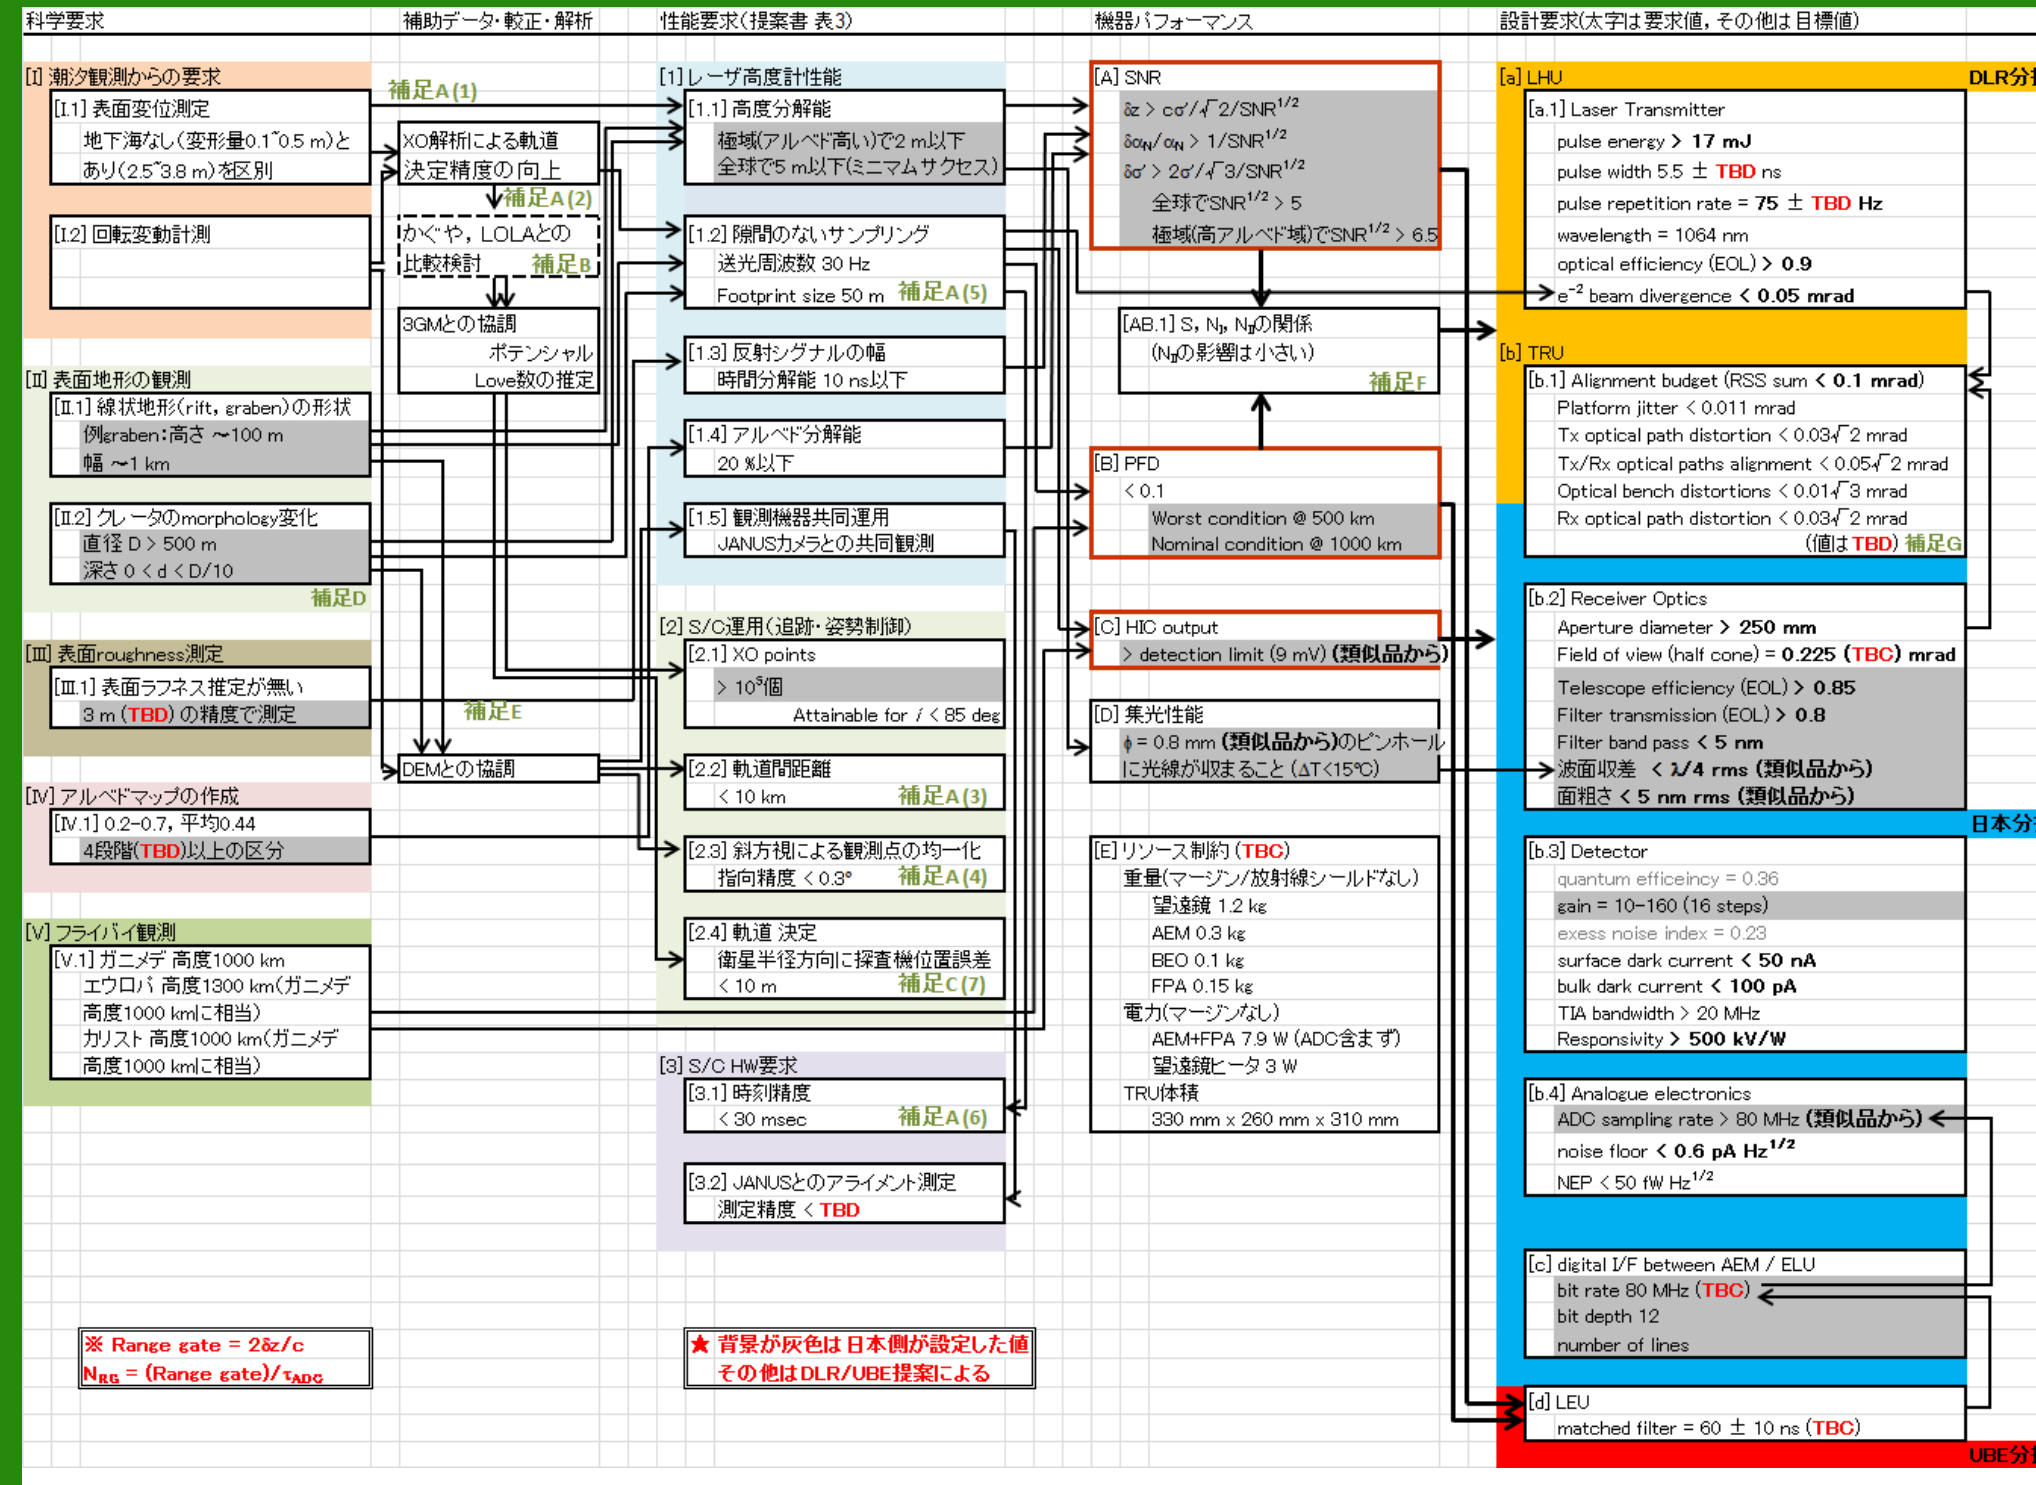 科学要求
補助データ・較正・解析
性能要求(提案書 表3)
機器パフォーマンス
設計要求(太字は要求値, その他は目標値)
[I] 潮汐観測からの要求
[I.1] 表面変位測定
地下海なし(変形量0.1~0.5 m)と
あり(2.5~3.8 m)を区別
[I.2] 回転変動計測
[II] 表面地形の観測
[II.1] 線状地形(rift, graben)の形状
例graben:高さ ～100 m
幅 ～1 km
[II.2] クレータのmorphology変化
直径 D > 500 m
深さ 0 < d < D/10
補足D
[III] 表面roughness測定
[III.1] 表面ラフネス推定が無い
3 m (TBD) の精度で測定
[IV] アルベドマップの作成
[IV.1] 0.2-0.7, 平均0.44
4段階(TBD)以上の区分
[V] フライバイ観測
[V.1] ガニメデ 高度1000 km
エウロパ 高度1300 km(ガニメデ
高度1000 kmに相当)
カリスト 高度1000 km(ガニメデ
高度1000 kmに相当)
※ Range gate = 2δz/c
N_RG = (Range gate)/τ_ADC
補足A(1)
XO解析による軌道
決定精度の向上
補足A(2)
かぐや, LOLAとの
比較検討 補足B
3GMとの協調
ポテンシャル
Love数の推定
補足E
DEMとの協調
[1] レーザ高度計性能
[1.1] 高度分解能
極域(アルベド高い)で2 m以下
全球で5 m以下(ミニマムサクセス)
[1.2] 隙間のないサンプリング
送光周波数 30 Hz
Footprint size 50 m 補足A(5)
[1.3] 反射シグナルの幅
時間分解能 10 ns以下
[1.4] アルベド分解能
20 %以下
[1.5] 観測機器共同運用
JANUSカメラとの共同観測
[2] S/C運用(追跡・姿勢制御)
[2.1] XO points
> 10⁵個
Attainable for i < 85 deg
[2.2] 軌道間距離
< 10 km 補足A(3)
[2.3] 斜方視による観測点の均一化
指向精度 < 0.3° 補足A(4)
[2.4] 軌道 決定
衛星半径方向に探査機位置誤差
< 10 m 補足C(7)
[3] S/C HW要求
[3.1] 時刻精度
< 30 msec 補足A(6)
[3.2] JANUSとのアライメント測定
測定精度 < TBD
★ 背景が灰色は日本側が設定した値
その他はDLR/UBE提案による
[A] SNR
δz > cσ'/√2/SNR^1/2
δα_N/α_N > 1/SNR^1/2
δσ' > 2σ'/√3/SNR^1/2
全球でSNR^1/2 > 5
極域(高アルベド域)でSNR^1/2 > 6.5
[AB.1] S, N_I, N_IIの関係
(N_IIの影響は小さい)
補足F
[B] PFD
< 0.1
Worst condition @ 500 km
Nominal condition @ 1000 km
[C] HIC output
> detection limit (9 mV) (類似品から)
[D] 集光性能
φ = 0.8 mm (類似品から)のピンホール
に光線が収まること (ΔT<15℃)
[E] リソース制約 (TBC)
重量(マージン/放射線シールドなし)
望遠鏡 1.2 kg
AEM 0.3 kg
BEO 0.1 kg
FPA 0.15 kg
電力(マージンなし)
AEM+FPA 7.9 W (ADC含まず)
望遠鏡ヒータ 3 W
TRU体積
330 mm x 260 mm x 310 mm
[a] LHU DLR分
[a.1] Laser Transmitter
pulse energy > 17 mJ
pulse width 5.5 ± TBD ns
pulse repetition rate = 75 ± TBD Hz
wavelength = 1064 nm
optical efficiency (EOL) > 0.9
e⁻² beam divergence < 0.05 mrad
[b] TRU
[b.1] Alignment budget (RSS sum < 0.1 mrad)
Platform jitter < 0.011 mrad
Tx optical path distortion < 0.03√2 mrad
Tx/Rx optical paths alignment < 0.05√2 mrad
Optical bench distortions < 0.01√3 mrad
Rx optical path distortion < 0.03√2 mrad
(値はTBD) 補足G
[b.2] Receiver Optics
Aperture diameter > 250 mm
Field of view (half cone) = 0.225 (TBC) mrad
Telescope efficiency (EOL) > 0.85
Filter transmission (EOL) > 0.8
Filter band pass < 5 nm
波面収差 < λ/4 rms (類似品から)
面粗さ < 5 nm rms (類似品から)
日本分
[b.3] Detector
quantum efficeincy = 0.36
gain = 10-160 (16 steps)
exess noise index = 0.23
surface dark current < 50 nA
bulk dark current < 100 pA
TIA bandwidth > 20 MHz
Responsivity > 500 kV/W
[b.4] Analogue electronics
ADC sampling rate > 80 MHz (類似品から)
noise floor < 0.6 pA Hz^1/2
NEP < 50 fW Hz^1/2
[c] digital I/F between AEM / ELU
bit rate 80 MHz (TBC)
bit depth 12
number of lines
[d] LEU
matched filter = 60 ± 10 ns (TBC)
UBE分